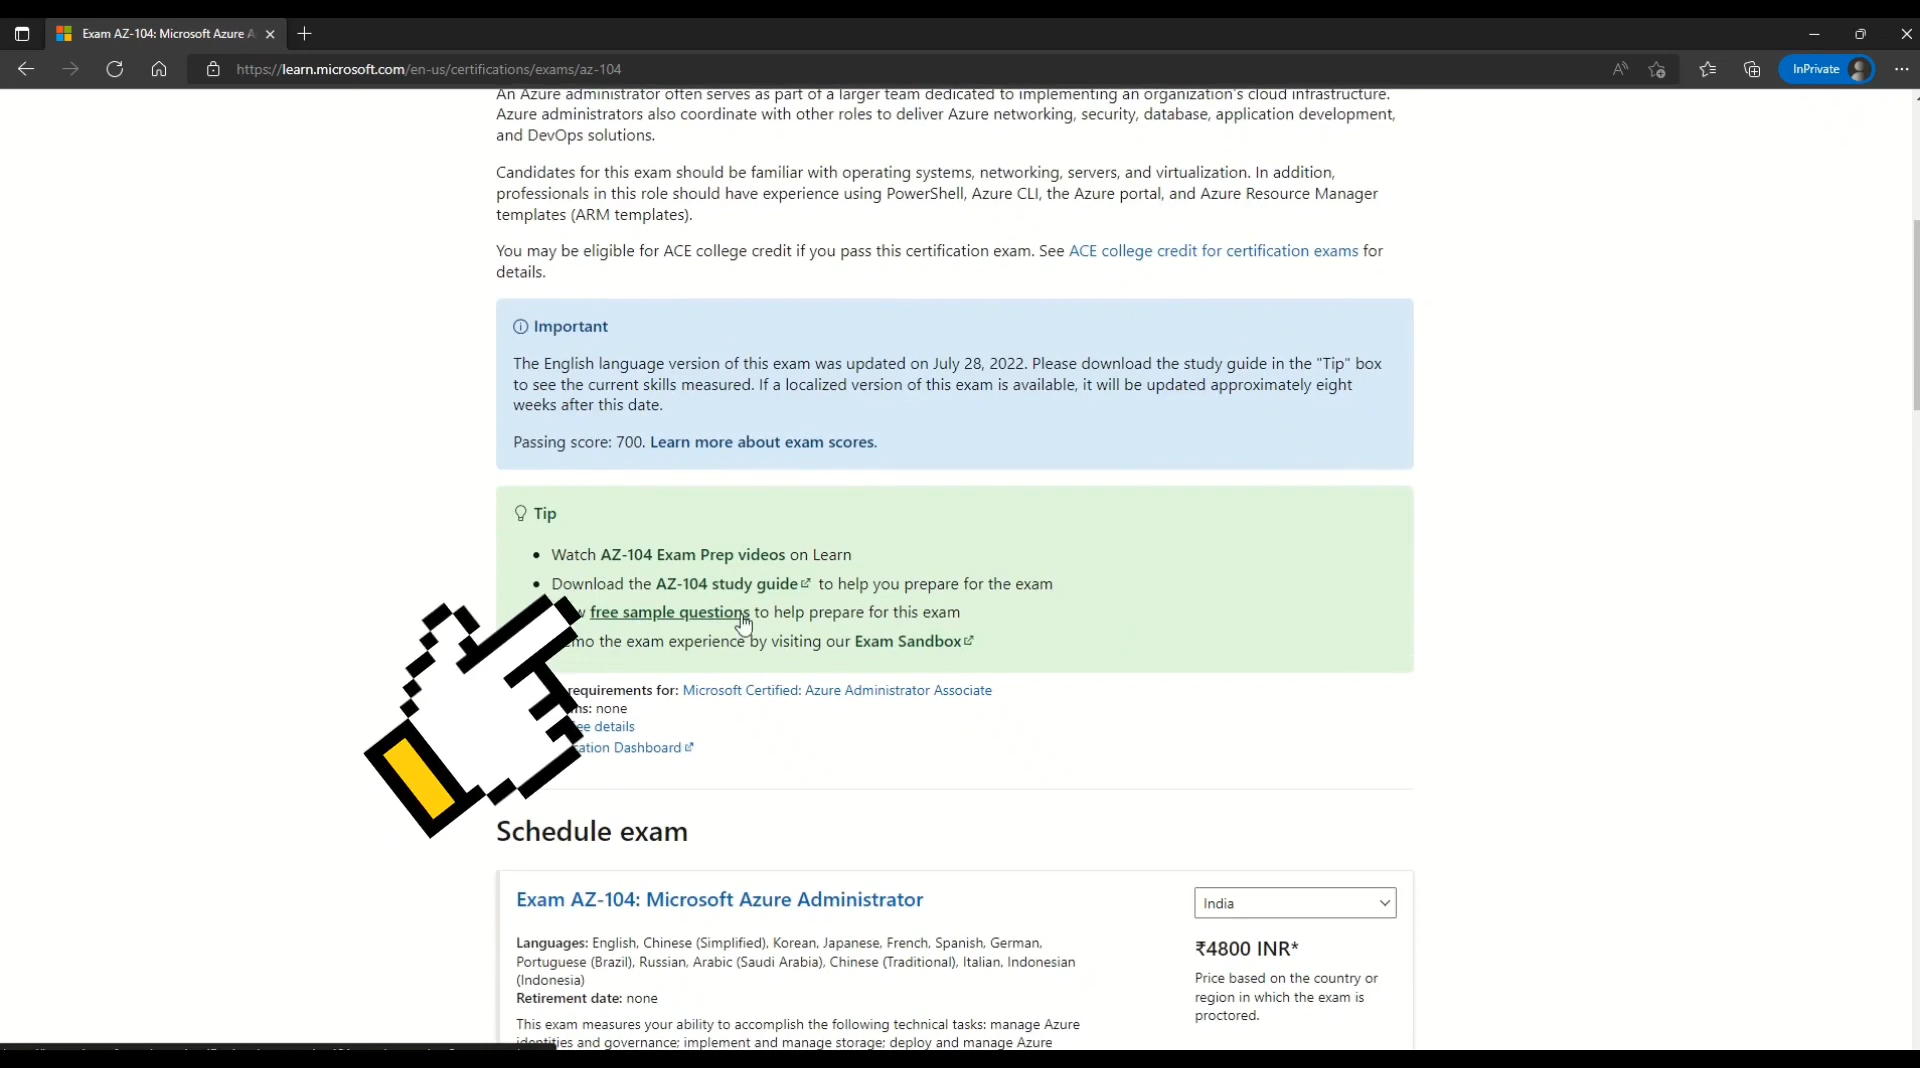 Exam AZ-104: Microsoft Azure A
https://learn.microsoft.com/en-us/certifications/exams/az-104
InPrivate
An Azure administrator often serves as part of a larger team dedicated to implementing an organization's cloud infrastructure.
Azure administrators also coordinate with other roles to deliver Azure networking, security, database, application development,
and DevOps solutions.
Candidates for this exam should be familiar with operating systems, networking, servers, and virtualization. In addition,
professionals in this role should have experience using PowerShell, Azure CLI, the Azure portal, and Azure Resource Manager
templates (ARM templates).
You may be eligible for ACE college credit if you pass this certification exam. See ACE college credit for certification exams for
details.
Important
The English language version of this exam was updated on July 28, 2022. Please download the study guide in the "Tip" box
to see the current skills measured. If a localized version of this exam is available, it will be updated approximately eight
weeks after this date.
Passing score: 700. Learn more about exam scores.
Tip
• Watch AZ-104 Exam Prep videos on Learn
• Download the AZ-104 study guide to help you prepare for the exam
free sample questions to help prepare for this exam
the exam experience by visiting our Exam Sandbox
requirements for: Microsoft Certified: Azure Administrator Associate
none
details
Dashboard
Schedule exam
Exam AZ-104: Microsoft Azure Administrator
India
Languages: English, Chinese (Simplified), Korean, Japanese, French, Spanish, German,
Portuguese (Brazil), Russian, Arabic (Saudi Arabia), Chinese (Traditional), Italian, Indonesian
(Indonesia)
Retirement date: none
₹4800 INR*
Price based on the country or
region in which the exam is
proctored.
This exam measures your ability to accomplish the following technical tasks: manage Azure
identities and governance; implement and manage storage; deploy and manage Azure